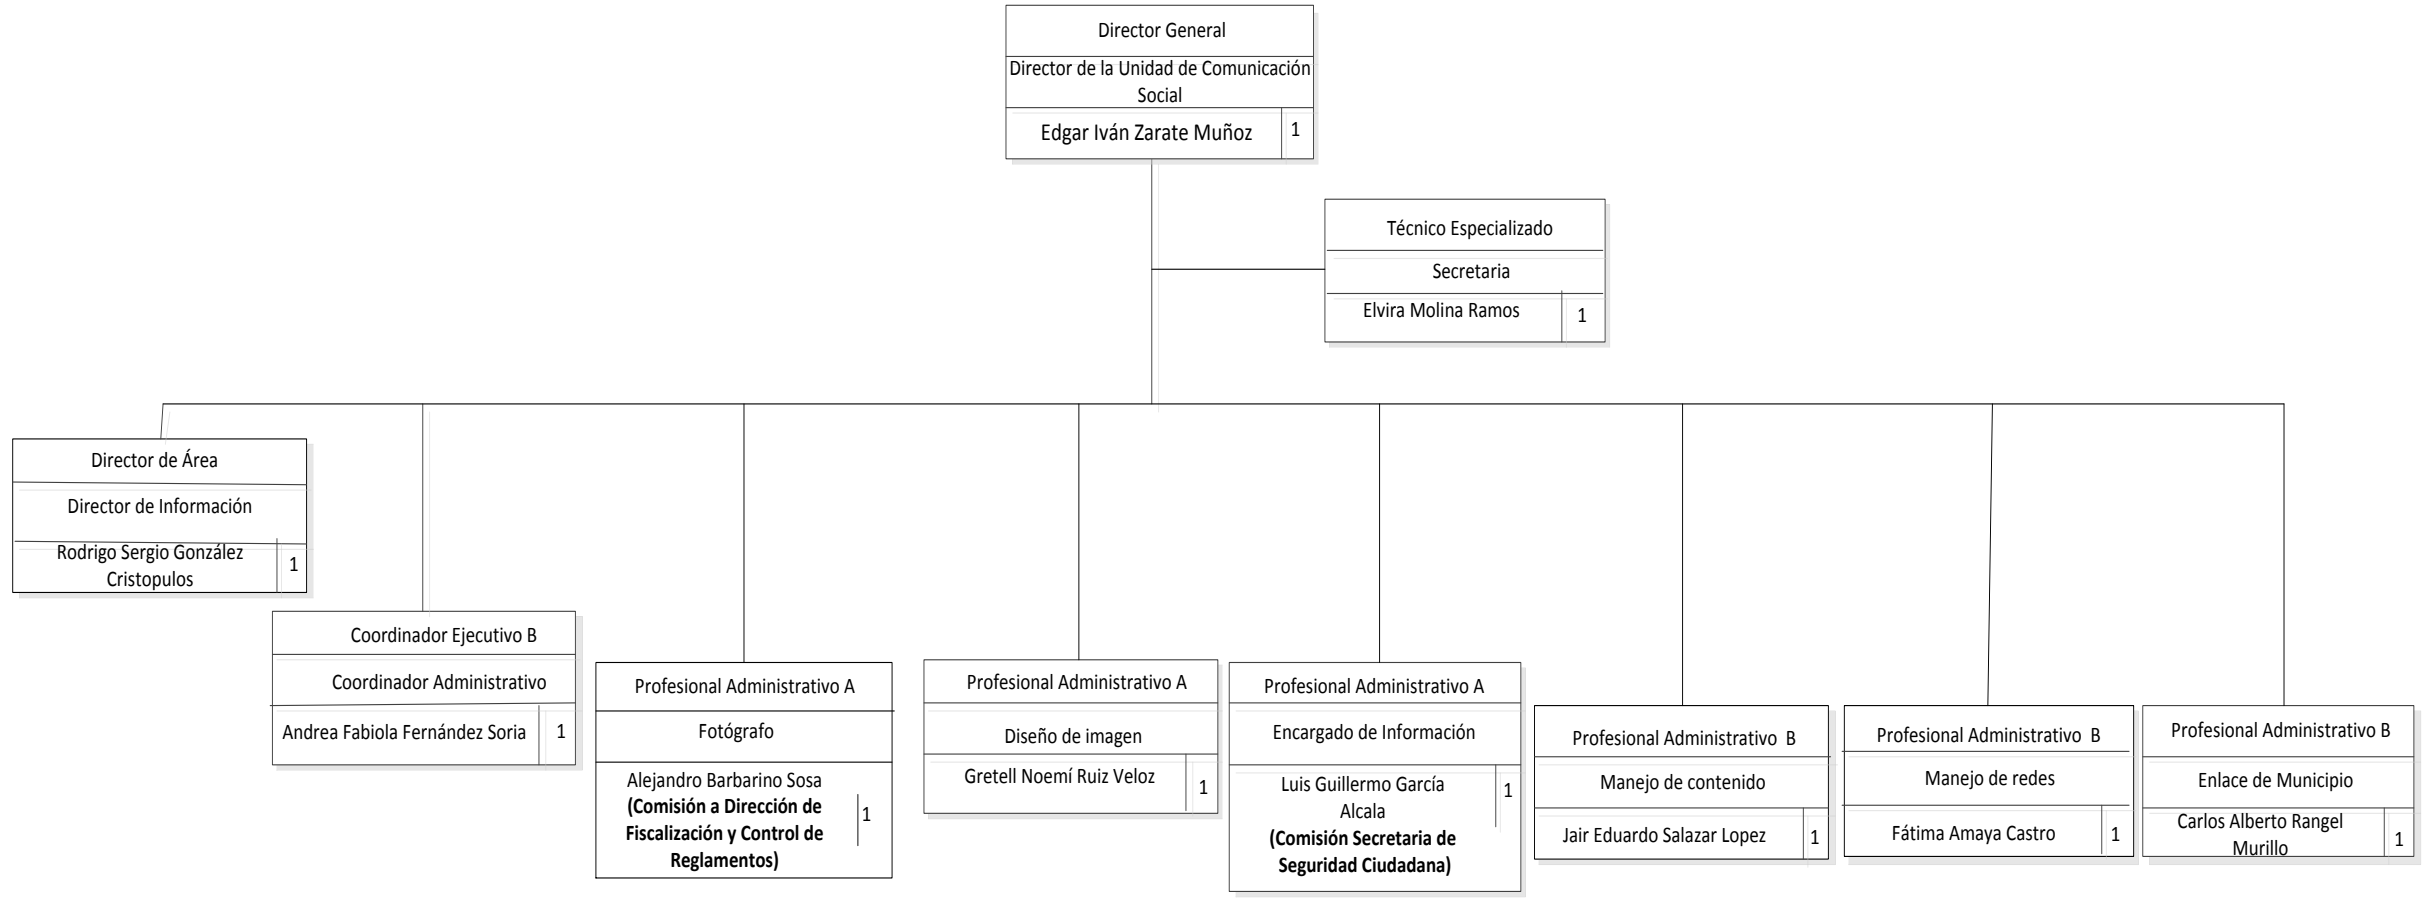 Director General
Director de la Unidad de Comunicación
Social
Edgar Iván Zarate Muñoz
1
Técnico Especializado
Secretaria
Elvira Molina Ramos
1
Director de Área
Director de Información
Rodrigo Sergio González
Cristopulos
1
Coordinador Ejecutivo B
Coordinador Administrativo
Andrea Fabiola Fernández Soria
1
Profesional Administrativo A
Fotógrafo
Alejandro Barbarino Sosa
(Comisión a Dirección de
Fiscalización y Control de
Reglamentos)
1
Profesional Administrativo A
Diseño de imagen
Gretell Noemí Ruiz Veloz
1
Profesional Administrativo A
Encargado de Información
Luis Guillermo García
Alcala
(Comisión Secretaria de
Seguridad Ciudadana)
1
Profesional Administrativo  B
Manejo de contenido
Jair Eduardo Salazar Lopez
1
Profesional Administrativo  B
Manejo de redes
Fátima Amaya Castro
1
Profesional Administrativo B
Enlace de Municipio
Carlos Alberto Rangel
Murillo
1